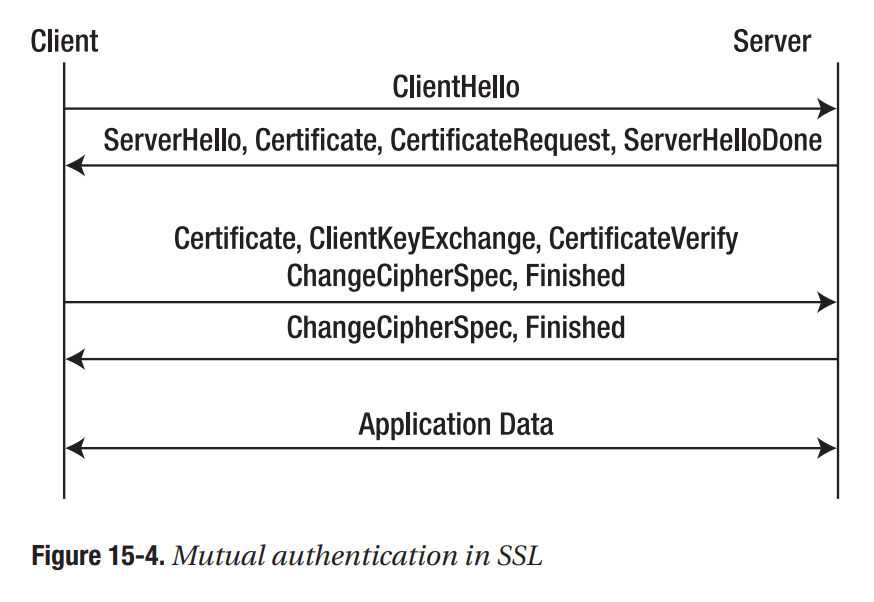 Client
Server
ClientHello
ServerHello, Certificate, CertificateRequest, ServerHelloDone
Certificate, ClientKeyExchange, CertificateVerify
ChangeCipherSpec, Finished
ChangeCipherSpec, Finished
Application Data
Figure 15-4. Mutual authentication in SSL